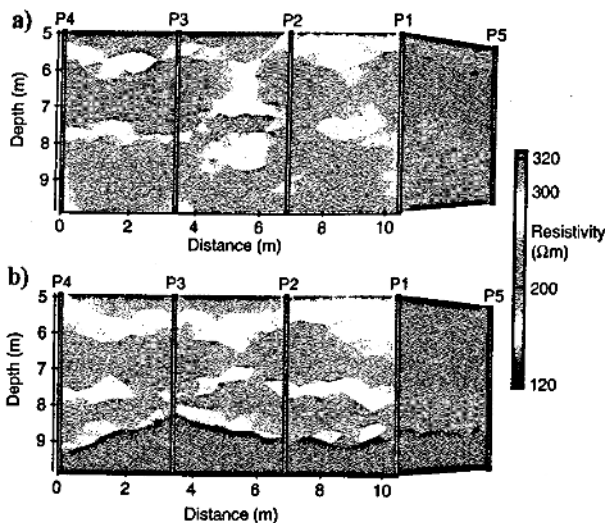 a) P4 P3 P2 P1 P5
5
6
7
8
9
Depth (m)
0 2 4 6 8 10
Distance (m)
320
300
Resistivity
(Ωm)
200
120
b) P4 P3 P2 P1 P5
5
6
7
8
9
Depth (m)
0 2 4 6 8 10
Distance (m)